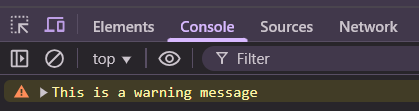 Elements Console Sources Network
top Filter
This is a warning message